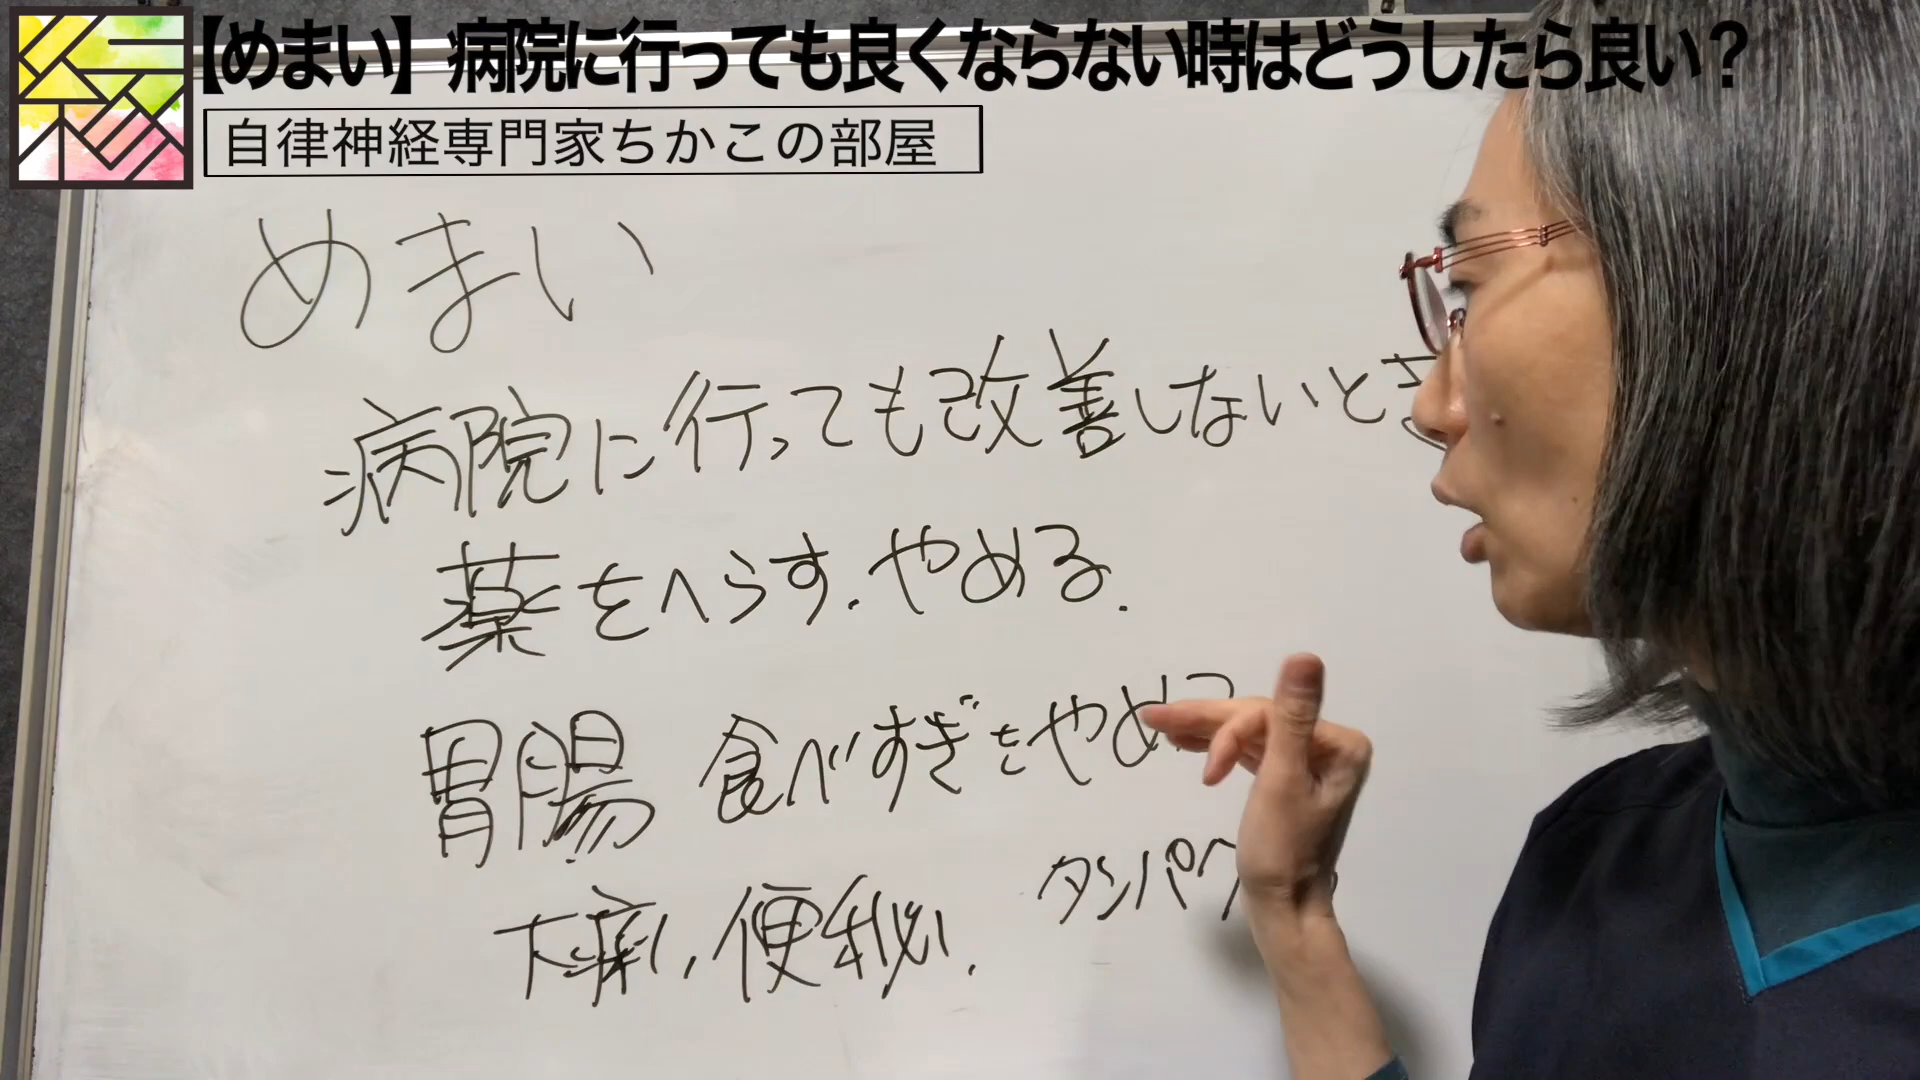 【めまい】病院に行っても良くならない時はどうしたら良い？
自律神経専門家ちかこの部屋
めまい
病院に行っても改善しないとき
薬をへらす.やめる.
胃腸 食べすぎをやめる
下痢、便秘. タンパク